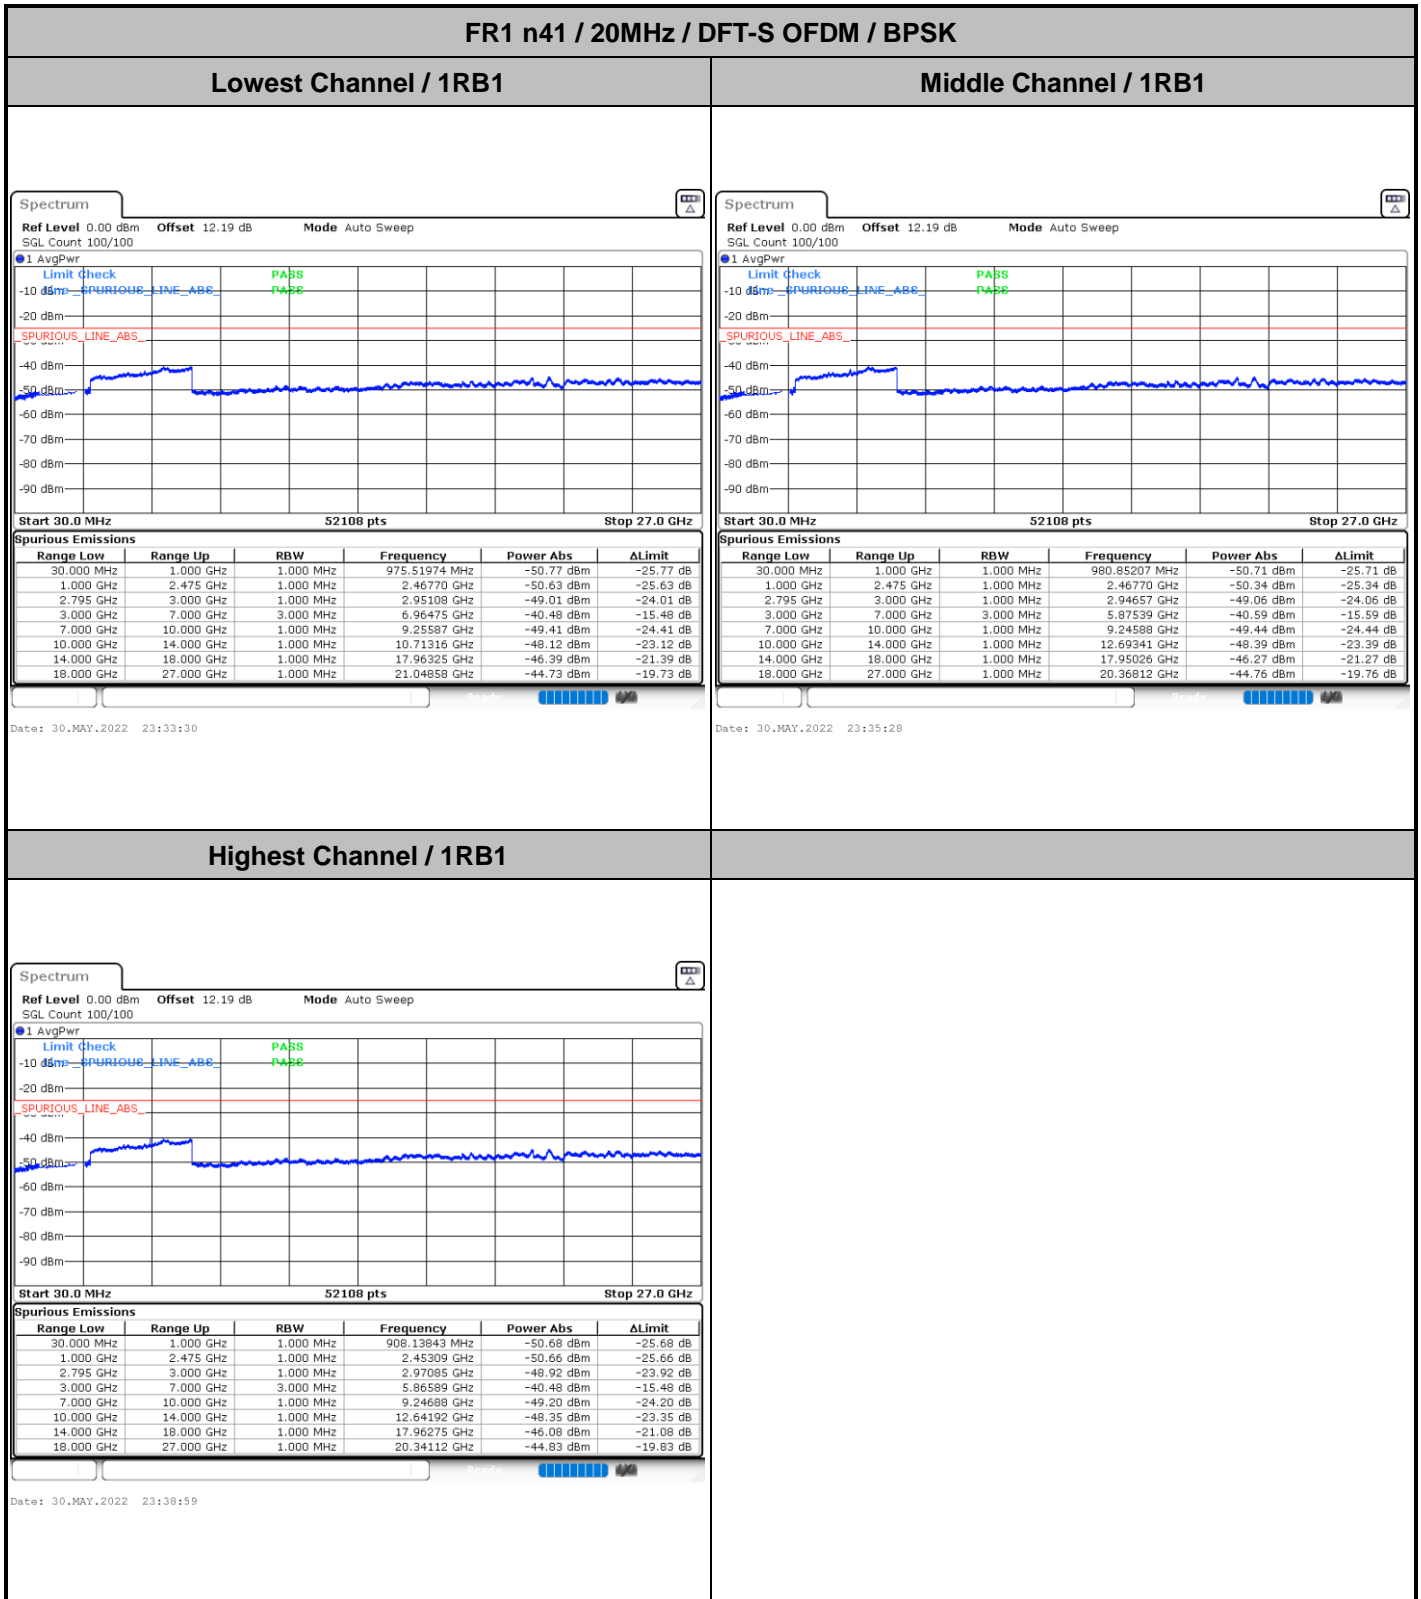 FR1 n41 / 20MHz / DFT-S OFDM / BPSK
Lowest Channel / 1RB1
Middle Channel / 1RB1
Spectrum
Ref Level 0.00 dBm Offset 12.19 dB Mode Auto Sweep
SGL Count 100/100
1 AvgPwr
Limit Check PASS
-10 dBm Line _SPURIOUS_LINE_ABS_ PASS
-20 dBm
_SPURIOUS_LINE_ABS_
-40 dBm
-50 dBm
-60 dBm
-70 dBm
-80 dBm
-90 dBm
Start 30.0 MHz 52108 pts Stop 27.0 GHz
Spurious Emissions
Range Low Range Up RBW Frequency Power Abs ΔLimit
30.000 MHz 1.000 GHz 1.000 MHz 975.51974 MHz -50.77 dBm -25.77 dB
1.000 GHz 2.475 GHz 1.000 MHz 2.46770 GHz -50.63 dBm -25.63 dB
2.795 GHz 3.000 GHz 1.000 MHz 2.95108 GHz -49.01 dBm -24.01 dB
3.000 GHz 7.000 GHz 3.000 MHz 6.96475 GHz -40.48 dBm -15.48 dB
7.000 GHz 10.000 GHz 1.000 MHz 9.25587 GHz -49.41 dBm -24.41 dB
10.000 GHz 14.000 GHz 1.000 MHz 10.71316 GHz -48.12 dBm -23.12 dB
14.000 GHz 18.000 GHz 1.000 MHz 17.96325 GHz -46.39 dBm -21.39 dB
18.000 GHz 27.000 GHz 1.000 MHz 21.04858 GHz -44.73 dBm -19.73 dB
Ready
Date: 30.MAY.2022 23:33:30
Spectrum
Ref Level 0.00 dBm Offset 12.19 dB Mode Auto Sweep
SGL Count 100/100
1 AvgPwr
Limit Check PASS
-10 dBm Line _SPURIOUS_LINE_ABS_ PASS
-20 dBm
_SPURIOUS_LINE_ABS_
-40 dBm
-50 dBm
-60 dBm
-70 dBm
-80 dBm
-90 dBm
Start 30.0 MHz 52108 pts Stop 27.0 GHz
Spurious Emissions
Range Low Range Up RBW Frequency Power Abs ΔLimit
30.000 MHz 1.000 GHz 1.000 MHz 980.85207 MHz -50.71 dBm -25.71 dB
1.000 GHz 2.475 GHz 1.000 MHz 2.46770 GHz -50.34 dBm -25.34 dB
2.795 GHz 3.000 GHz 1.000 MHz 2.94657 GHz -49.06 dBm -24.06 dB
3.000 GHz 7.000 GHz 3.000 MHz 5.87539 GHz -40.59 dBm -15.59 dB
7.000 GHz 10.000 GHz 1.000 MHz 9.24588 GHz -49.44 dBm -24.44 dB
10.000 GHz 14.000 GHz 1.000 MHz 12.69341 GHz -48.39 dBm -23.39 dB
14.000 GHz 18.000 GHz 1.000 MHz 17.95026 GHz -46.27 dBm -21.27 dB
18.000 GHz 27.000 GHz 1.000 MHz 20.36812 GHz -44.76 dBm -19.76 dB
Ready
Date: 30.MAY.2022 23:35:28
Highest Channel / 1RB1
Spectrum
Ref Level 0.00 dBm Offset 12.19 dB Mode Auto Sweep
SGL Count 100/100
1 AvgPwr
Limit Check PASS
-10 dBm Line _SPURIOUS_LINE_ABS_ PASS
-20 dBm
_SPURIOUS_LINE_ABS_
-40 dBm
-50 dBm
-60 dBm
-70 dBm
-80 dBm
-90 dBm
Start 30.0 MHz 52108 pts Stop 27.0 GHz
Spurious Emissions
Range Low Range Up RBW Frequency Power Abs ΔLimit
30.000 MHz 1.000 GHz 1.000 MHz 908.13843 MHz -50.68 dBm -25.68 dB
1.000 GHz 2.475 GHz 1.000 MHz 2.45309 GHz -50.66 dBm -25.66 dB
2.795 GHz 3.000 GHz 1.000 MHz 2.97085 GHz -48.92 dBm -23.92 dB
3.000 GHz 7.000 GHz 3.000 MHz 5.86589 GHz -40.48 dBm -15.48 dB
7.000 GHz 10.000 GHz 1.000 MHz 9.24688 GHz -49.20 dBm -24.20 dB
10.000 GHz 14.000 GHz 1.000 MHz 12.64192 GHz -48.35 dBm -23.35 dB
14.000 GHz 18.000 GHz 1.000 MHz 17.96275 GHz -46.08 dBm -21.08 dB
18.000 GHz 27.000 GHz 1.000 MHz 20.34112 GHz -44.83 dBm -19.83 dB
Ready
Date: 30.MAY.2022 23:38:59